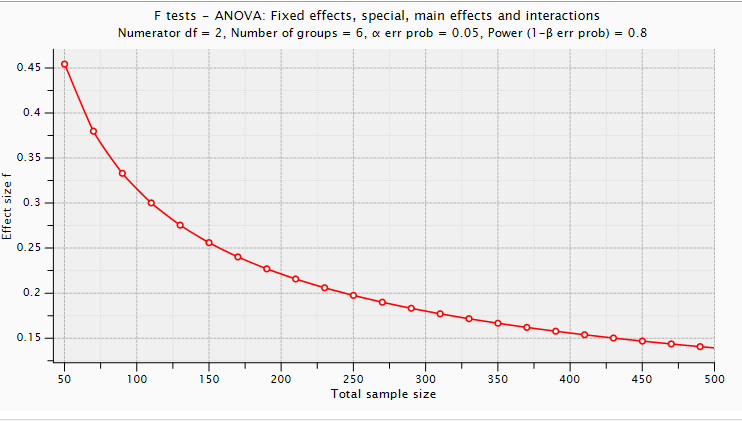 F tests – ANOVA: Fixed effects, special, main effects and interactions
Numerator df = 2, Number of groups = 6, α err prob = 0.05, Power (1-β err prob) = 0.8
Effect size f
0.45
0.4
0.35
0.3
0.25
0.2
0.15
50 100 150 200 250 300 350 400 450 500
Total sample size